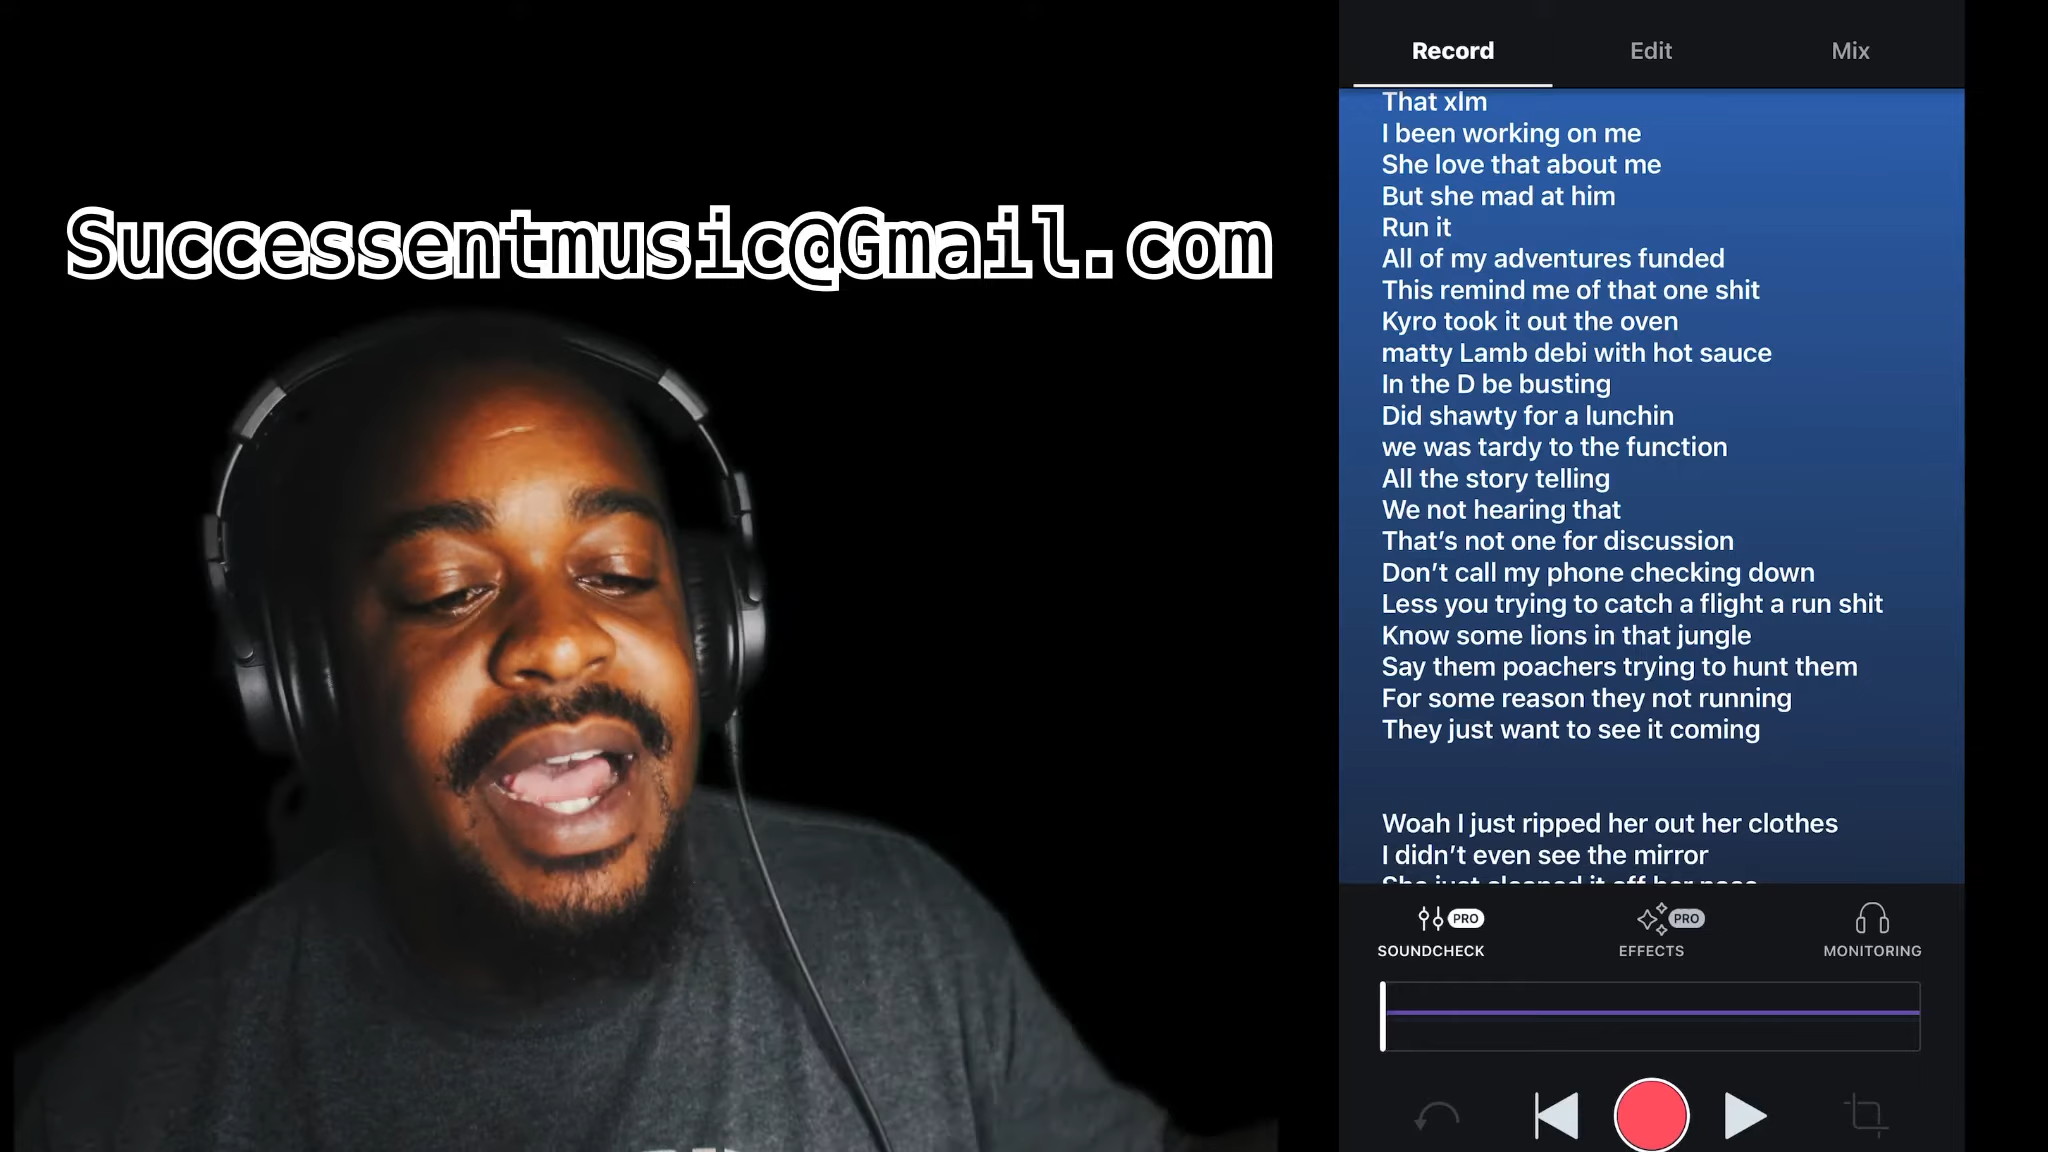 Successentmusic@Gmail.com
Record Edit Mix
That xlm
I been working on me
She love that about me
But she mad at him
Run it
All of my adventures funded
This remind me of that one shit
Kyro took it out the oven
matty Lamb debi with hot sauce
In the D be busting
Did shawty for a lunchin
we was tardy to the function
All the story telling
We not hearing that
That’s not one for discussion
Don’t call my phone checking down
Less you trying to catch a flight a run shit
Know some lions in that jungle
Say them poachers trying to hunt them
For some reason they not running
They just want to see it coming
Woah I just ripped her out her clothes
I didn’t even see the mirror
PRO PRO
SOUNDCHECK EFFECTS MONITORING